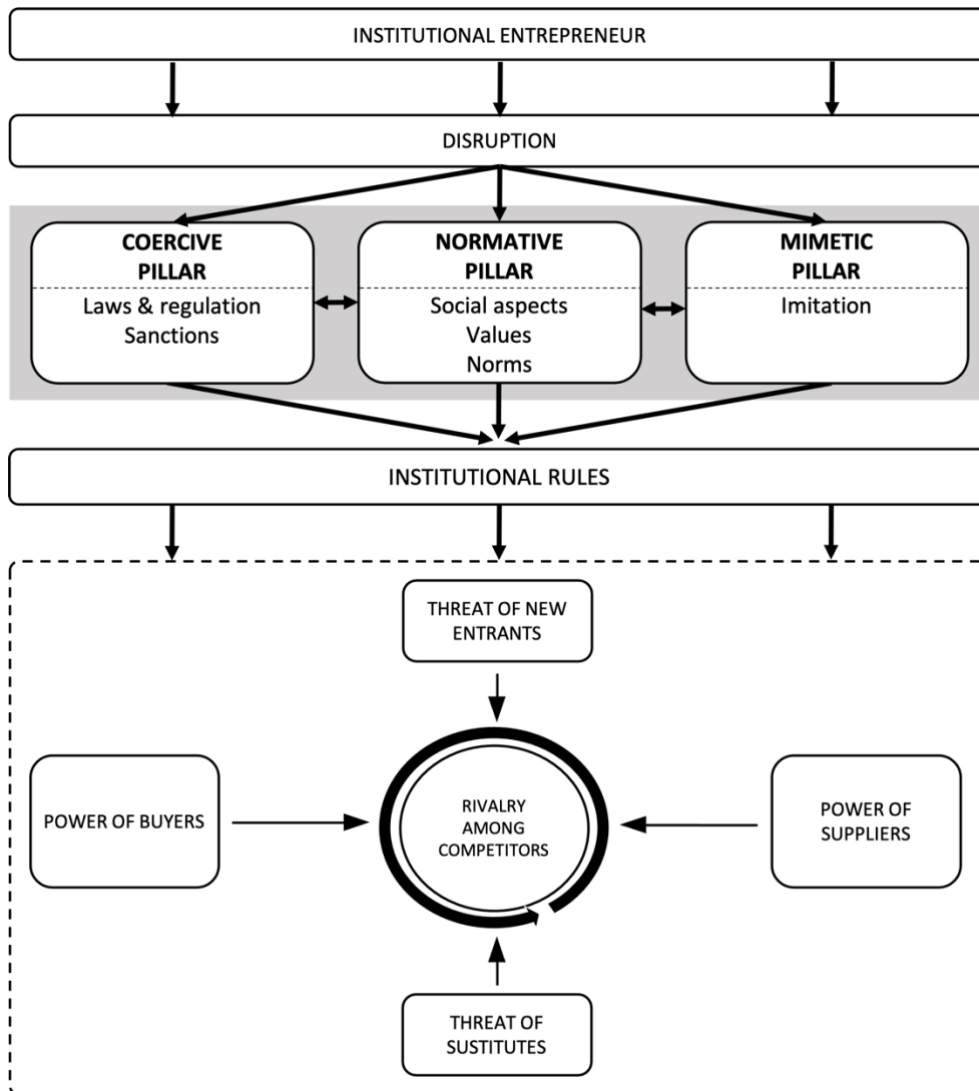 INSTITUTIONAL ENTREPRENEUR
DISRUPTION
COERCIVE
PILLAR
Laws & regulation
Sanctions
NORMATIVE
PILLAR
Social aspects
Values
Norms
MIMETIC
PILLAR
Imitation
INSTITUTIONAL RULES
THREAT OF NEW
ENTRANTS
POWER OF BUYERS
RIVALRY
AMONG
COMPETITORS
POWER OF
SUPPLIERS
THREAT OF
SUSTITUTES